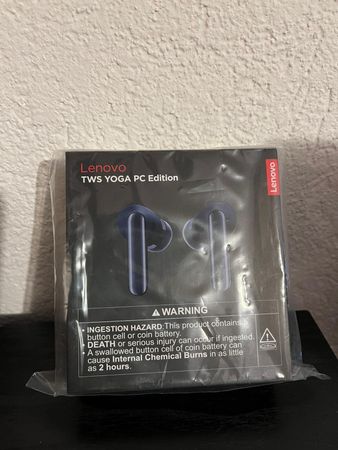 Lenovo
TWS YOGA PC Edition
Lenovo
⚠ WARNING
• INGESTION HAZARD: This product contains a
button cell or coin battery.
• DEATH or serious injury can occur if ingested.
• A swallowed button cell of coin battery can
cause Internal Chemical Burns in as little
as 2 hours.